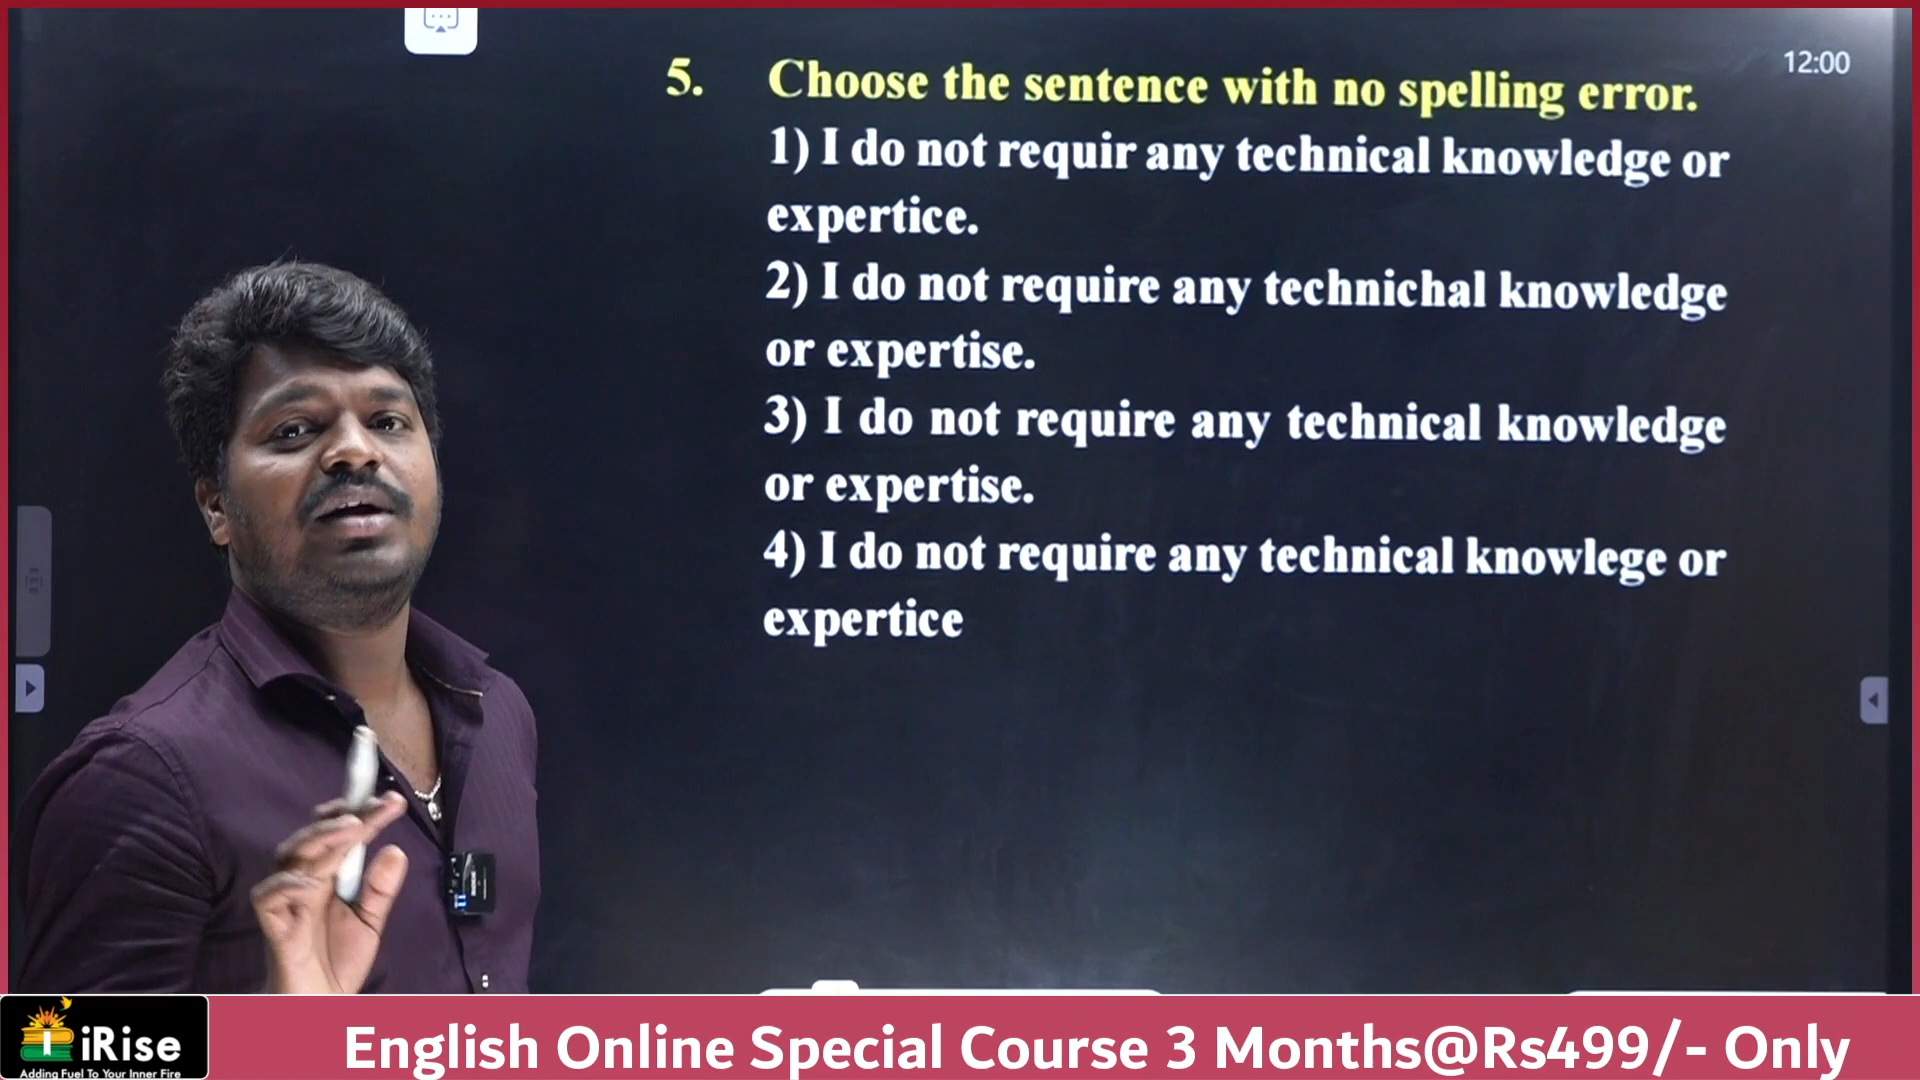 12:00
5. Choose the sentence with no spelling error.
1) I do not requir any technical knowledge or
expertice.
2) I do not require any technichal knowledge
or expertise.
3) I do not require any technical knowledge
or expertise.
4) I do not require any technical knowlege or
expertice
iRise
Adding Fuel To Your Inner Fire
English Online Special Course 3 Months@Rs499/- Only